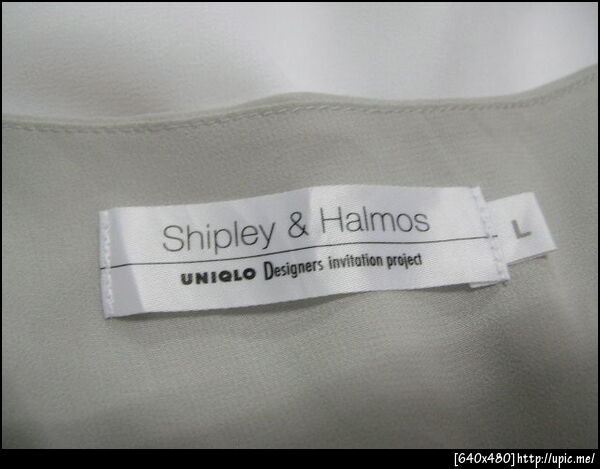 Shipley & Halmos
UNIQLO Designers invitation project
L
[640x480]http://upic.me/